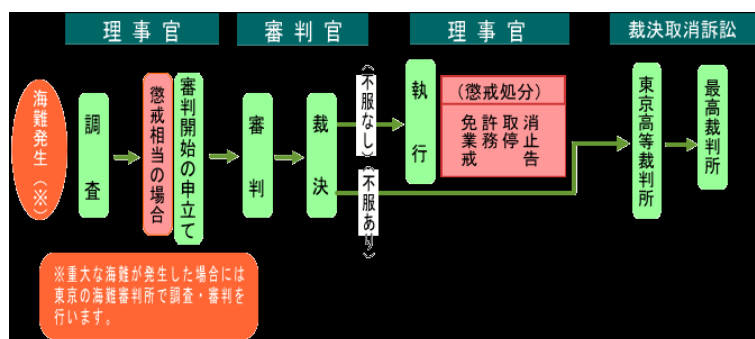 理事官
審判官
理事官
裁決取消訴訟
海難発生(※)
調査
懲戒相当の場合
審判開始の申立て
審判
裁決
(不服なし)
(不服あり)
執行
(懲戒処分)
免許取消
業務停止
戒告
東京高等裁判所
最高裁判所
※重大な海難が発生した場合には
東京の海難審判所で調査・審判を
行います。